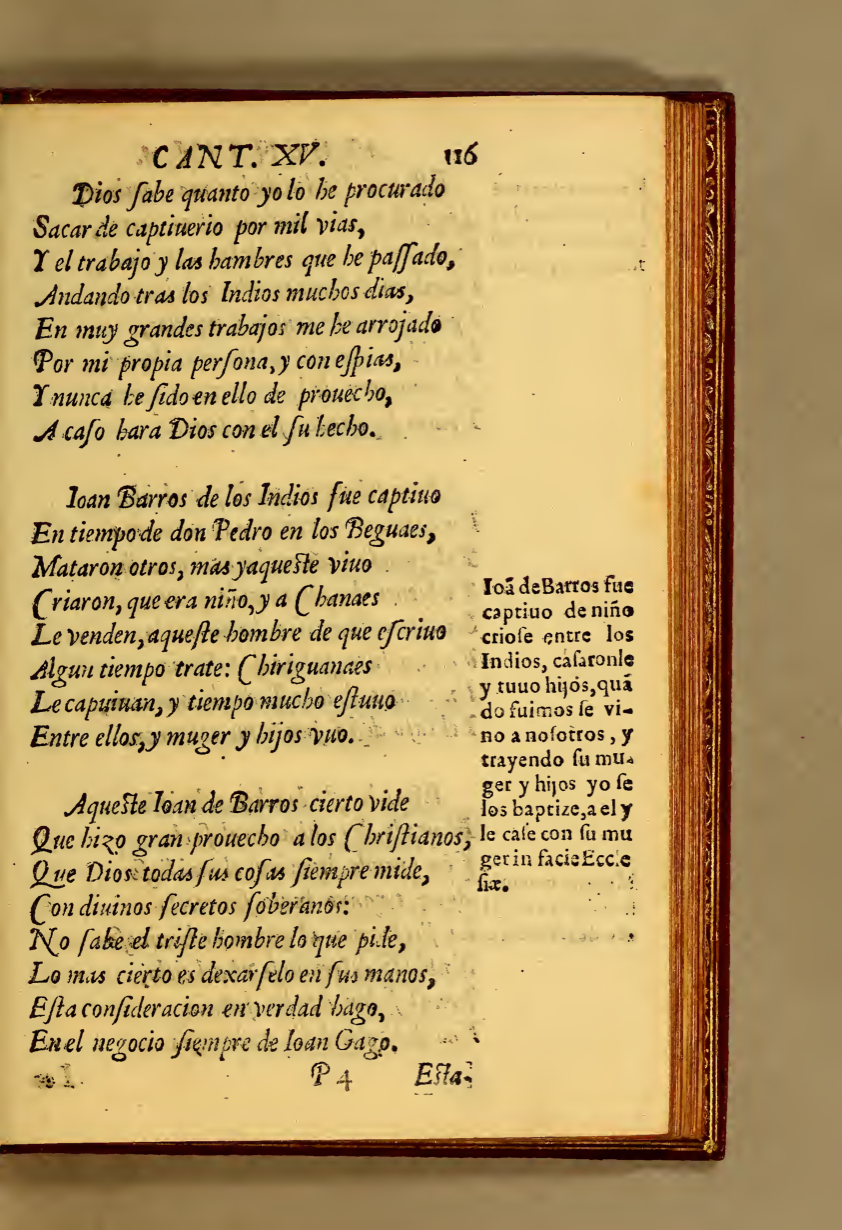 CANT. XV. 116
Dios ſabe quanto yo lo he procurado
Sacar de captiuerio por mil vias,
Y el trabajo y las hambres que he paſſado,
Andando tras los Indios muchos dias,
En muy grandes trabajos me he arrojado
Por mi propia perſona, y con eſpias,
Y nunca he ſido en ello de prouecho,
A caſo hara Dios con el ſu hecho.
Ioan Barros de los Indios fue captiuo
En tiempo de don Pedro en los Beguaes,
Mataron otros, mas yaqueſte viuo
Criaron, que era niño, y a Chanaes
Le venden, aqueſte hombre de que eſcriuo
Algun tiempo trate: Chiriguanaes
Le capuiuan, y tiempo mucho eſtuuo
Entre ellos, y muger y hijos vuo.
Aqueſte Ioan de Barros cierto vide
Que hizo gran prouecho a los Chriſtianos,
Que Dios todas ſus coſas ſiempre mide,
Con diuinos ſecretos ſoberanos:
No ſabe el triſte hombre lo que pide,
Lo mas cierto es dexarſelo en ſus manos,
Eſta conſideracion en verdad hago,
En el negocio ſiempre de Ioan Gago.
P 4 Eſta
Ioã de Barros fue
captiuo de niño
crioſe entre los
Indios, caſaronle
y tuuo hijos, quã
do fuimos ſe vi-
no a noſotros, y
trayendo ſu mu-
ger y hijos yo ſe
los baptize, a el y
le caſe con ſu mu
ger in facie Eccle
ſiæ.